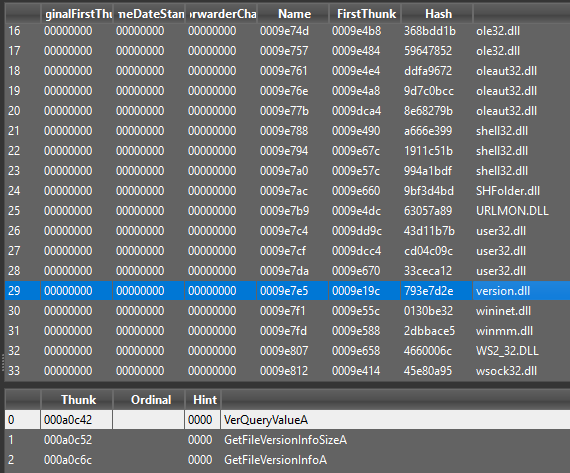 ginalFirstThu meDateStam orwarderCha Name FirstThunk Hash
16 00000000 00000000 00000000 0009e74d 0009e4b8 368bdd1b ole32.dll
17 00000000 00000000 00000000 0009e757 0009e484 59647852 ole32.dll
18 00000000 00000000 00000000 0009e761 0009e4e4 ddfa9672 oleaut32.dll
19 00000000 00000000 00000000 0009e76e 0009e4a8 9d7c0bcc oleaut32.dll
20 00000000 00000000 00000000 0009e77b 0009dca4 8e68279b oleaut32.dll
21 00000000 00000000 00000000 0009e788 0009e490 a666e399 shell32.dll
22 00000000 00000000 00000000 0009e794 0009e67c 1911c51b shell32.dll
23 00000000 00000000 00000000 0009e7a0 0009e57c 994a1bdf shell32.dll
24 00000000 00000000 00000000 0009e7ac 0009e660 9bf3d4bd SHFolder.dll
25 00000000 00000000 00000000 0009e7b9 0009e4dc 63057a89 URLMON.DLL
26 00000000 00000000 00000000 0009e7c4 0009dd9c 43d11b7b user32.dll
27 00000000 00000000 00000000 0009e7cf 0009dcc4 cd04c09c user32.dll
28 00000000 00000000 00000000 0009e7da 0009e670 33ceca12 user32.dll
29 00000000 00000000 00000000 0009e7e5 0009e19c 793e7d2e version.dll
30 00000000 00000000 00000000 0009e7f1 0009e55c 0130be32 wininet.dll
31 00000000 00000000 00000000 0009e7fd 0009e588 2dbbace5 winmm.dll
32 00000000 00000000 00000000 0009e807 0009e658 4660006c WS2_32.DLL
33 00000000 00000000 00000000 0009e812 0009e414 45e80a95 wsock32.dll
Thunk Ordinal Hint
0 000a0c42 0000 VerQueryValueA
1 000a0c52 0000 GetFileVersionInfoSizeA
2 000a0c6c 0000 GetFileVersionInfoA